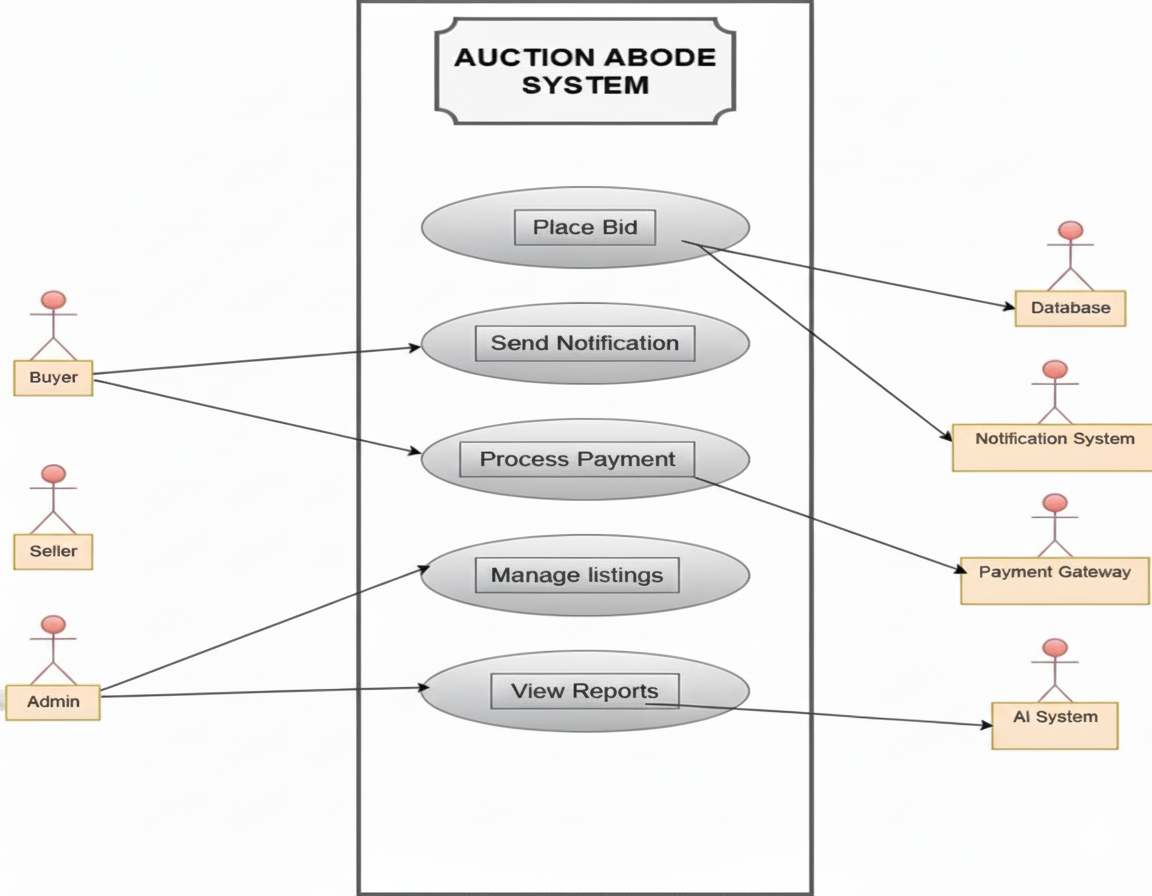 AUCTION ABODE
SYSTEM
Place Bid
Send Notification
Process Payment
Manage listings
View Reports
Buyer
Seller
Admin
Database
Notification System
Payment Gateway
AI System